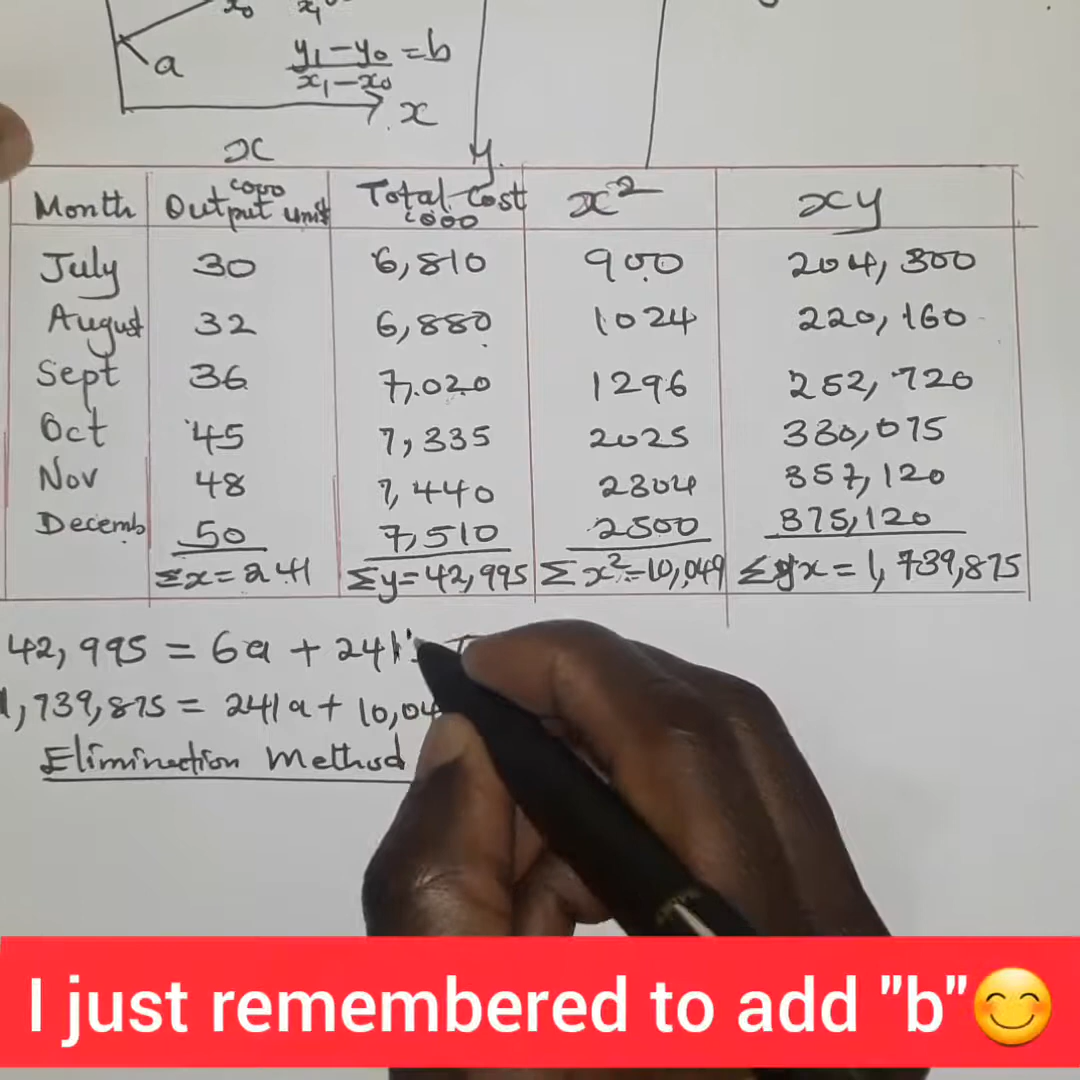 x₀ x₁
a
y₁ - y₀ = b
x₁ - x₀
x
x y
Month Output unit Total Cost x² xy
July 30 6,810 900 204,300
August 32 6,880 1024 220,160
Sept 36 7,020 1296 252,720
Oct 45 7,335 2025 330,075
Nov 48 7,440 2304 357,120
Decemb 50 7,510 2500 375,120
Σx = 241 Σy = 42,995 Σx² = 10,049 Σyx = 1,739,875
42,995 = 6a + 241
1,739,875 = 241a + 10,04
Elimination Method
I just remembered to add "b"😊